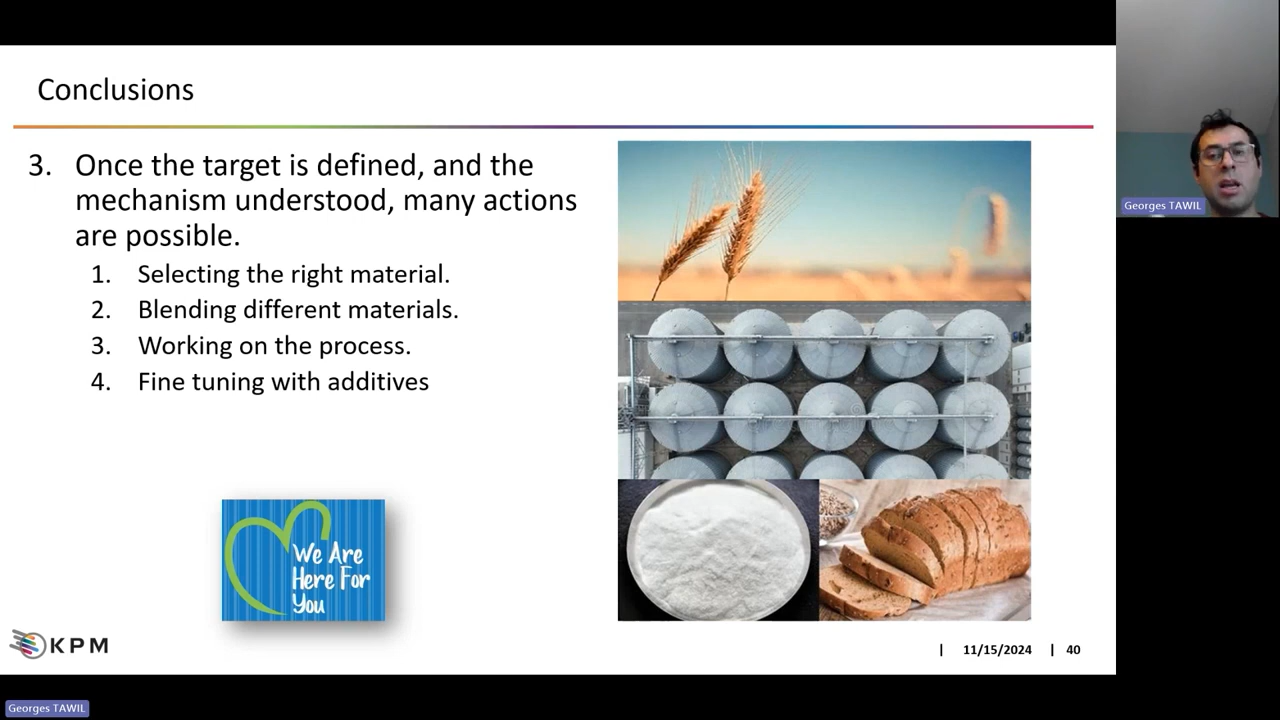 Conclusions
3. Once the target is defined, and the
mechanism understood, many actions
are possible.
1. Selecting the right material.
2. Blending different materials.
3. Working on the process.
4. Fine tuning with additives
We Are
Here For
You
KPM
| 11/15/2024 | 40
Georges TAWIL
Georges TAWIL